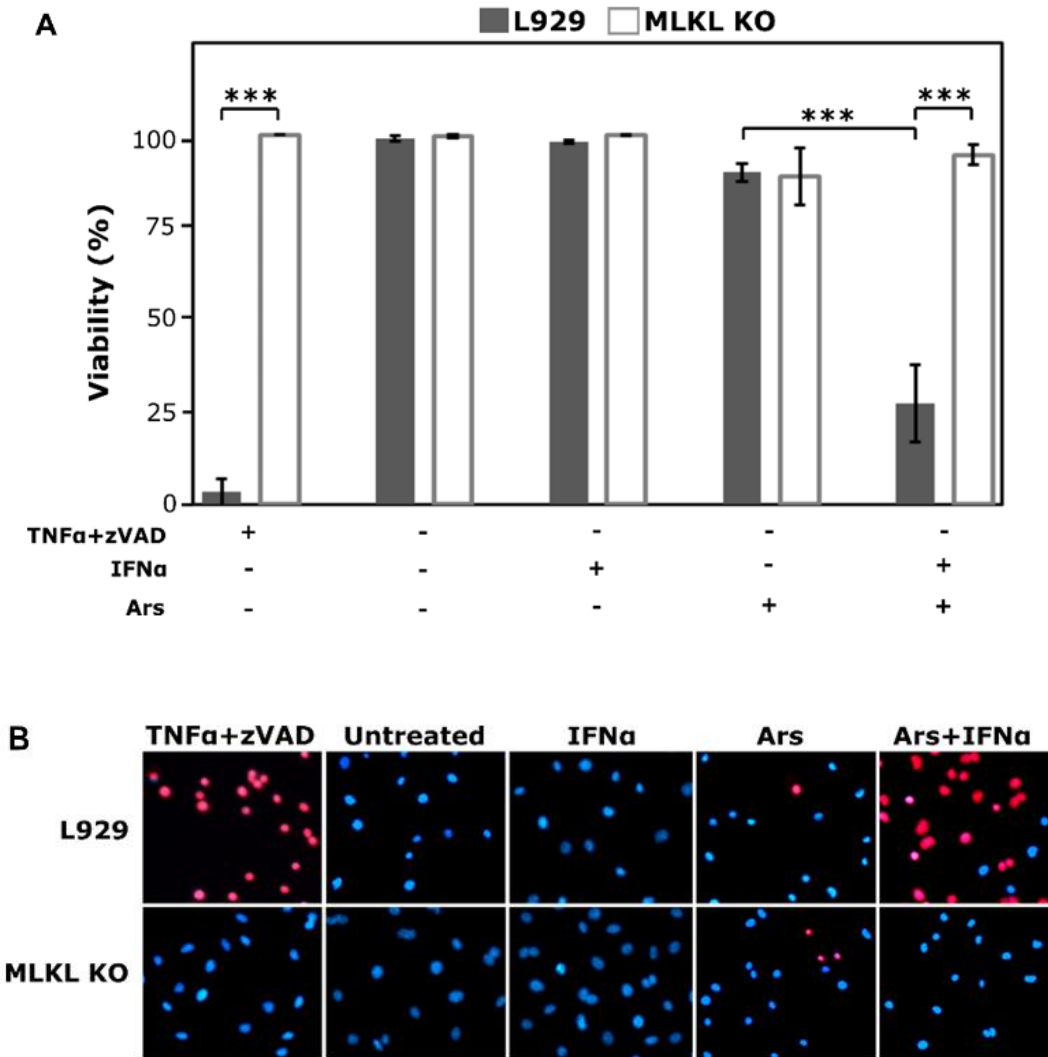 A
L929 MLKL KO
*** *** ***
100
75
50
25
0
Viability (%)
TNFα+zVAD + - - - -
IFNα - - + - +
Ars - - - + +
B
TNFα+zVAD Untreated IFNα Ars Ars+IFNα
L929
MLKL KO